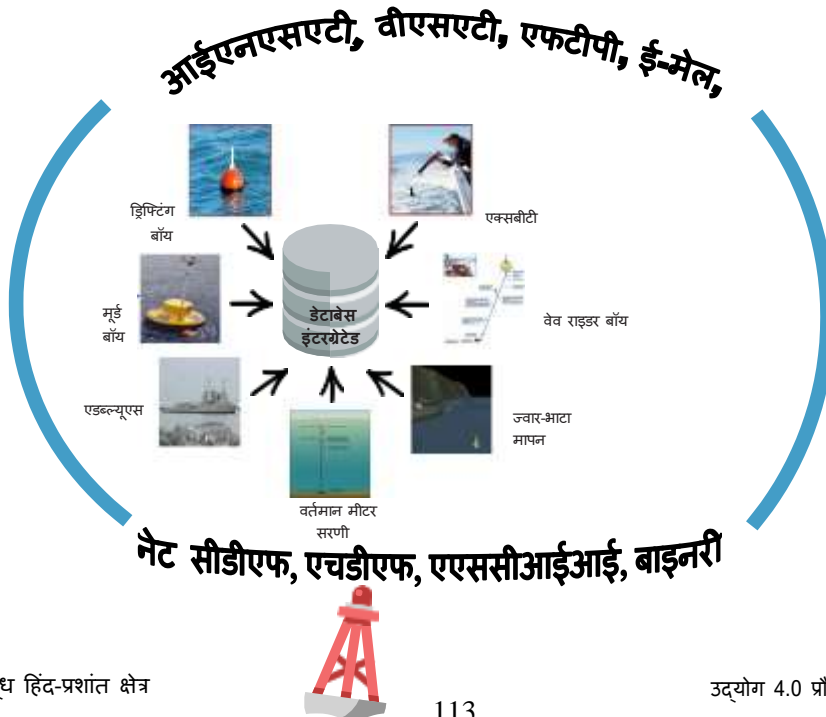 आईएनएसएटी, वीएसएटी, एफटीपी, ई-मेल,
ड्रिफ्टिंग
बॉय
एक्सबीटी
मूर्ड
बॉय
डेटाबेस
इंटरग्रेटेड
वेव राइडर बॉय
एडब्ल्यूएस
ज्वार-भाटा
मापन
वर्तमान मीटर
सरणी
नेट सीडीएफ, एचडीएफ, एएससीआईआई, बाइनरी
हिंद-प्रशांत क्षेत्र
उद्योग 4.0
113